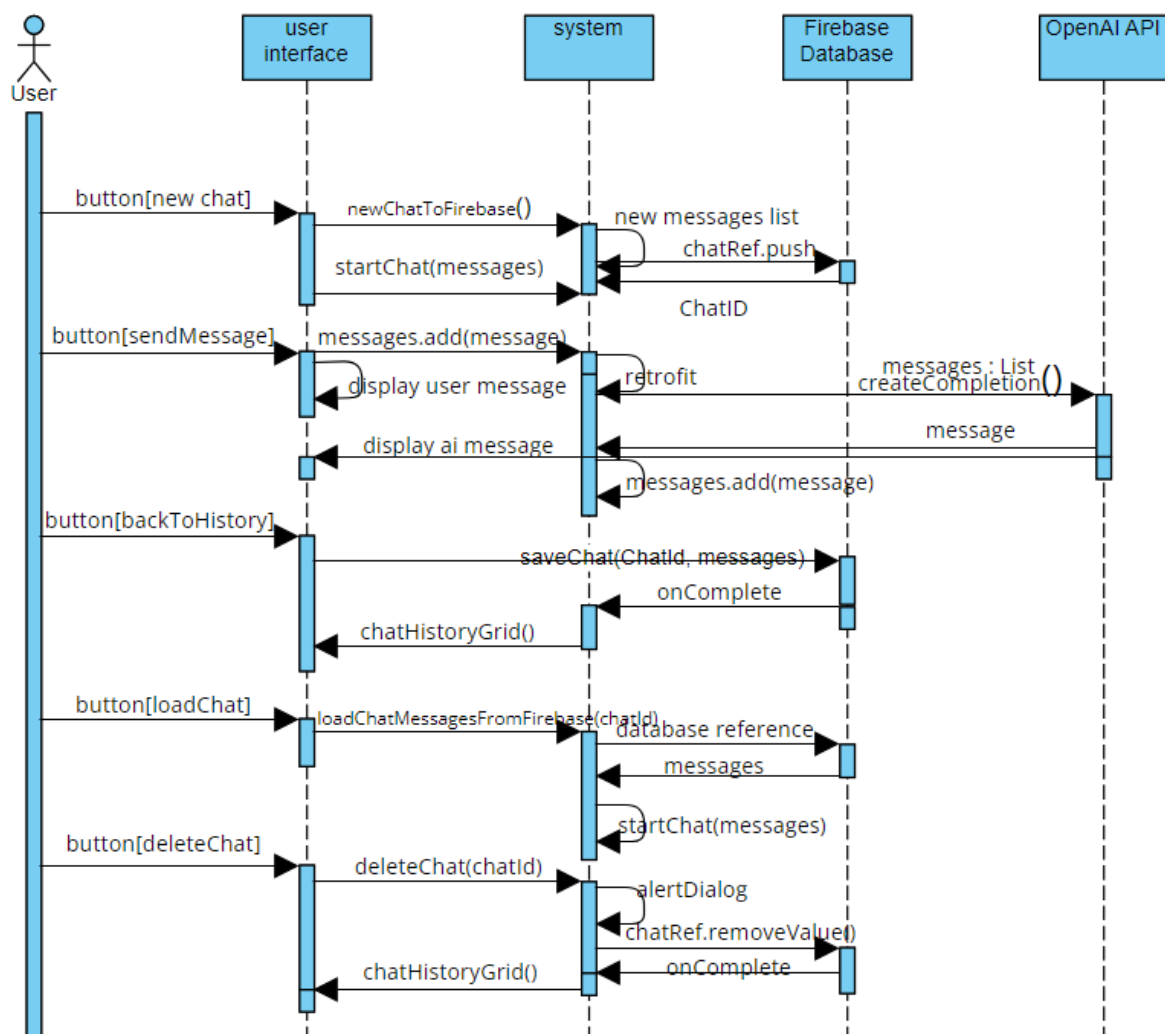 User
user
interface
system
Firebase
Database
OpenAI API
button[new chat]
newChatToFirebase()
new messages list
chatRef.push
startChat(messages)
ChatID
button[sendMessage]
messages.add(message)
display user message
retrofit
messages : List
createCompletion()
message
display ai message
messages.add(message)
button[backToHistory]
saveChat(ChatId, messages)
onComplete
chatHistoryGrid()
button[loadChat]
loadChatMessagesFromFirebase(chatId)
database reference
messages
startChat(messages)
button[deleteChat]
deleteChat(chatId)
alertDialog
chatRef.removeValue()
onComplete
chatHistoryGrid()